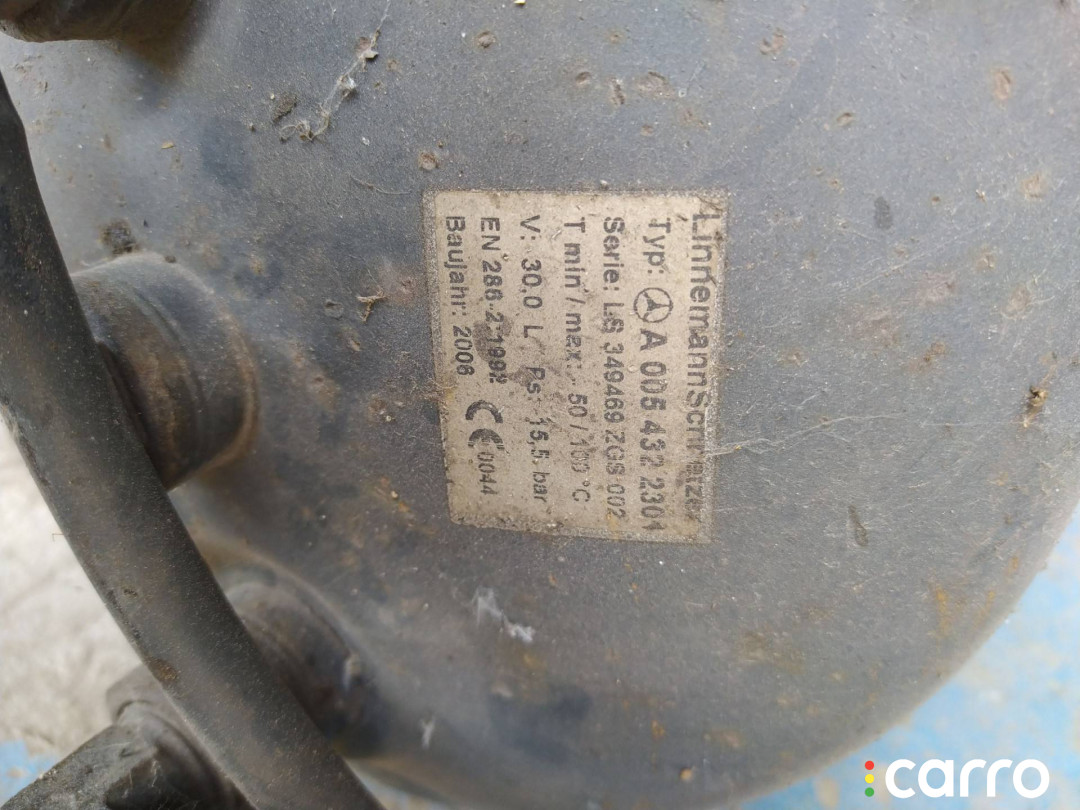 LinnemannSchnetzer
Typ: A 005 432 2301
Serie: LS 349469 ZGS 002
T min / max: - 50 / 100 °C
V: 30.0 L Ps: 15,5 bar
EN 286-2 1992 CE 0044
Baujahr: 2006
carro